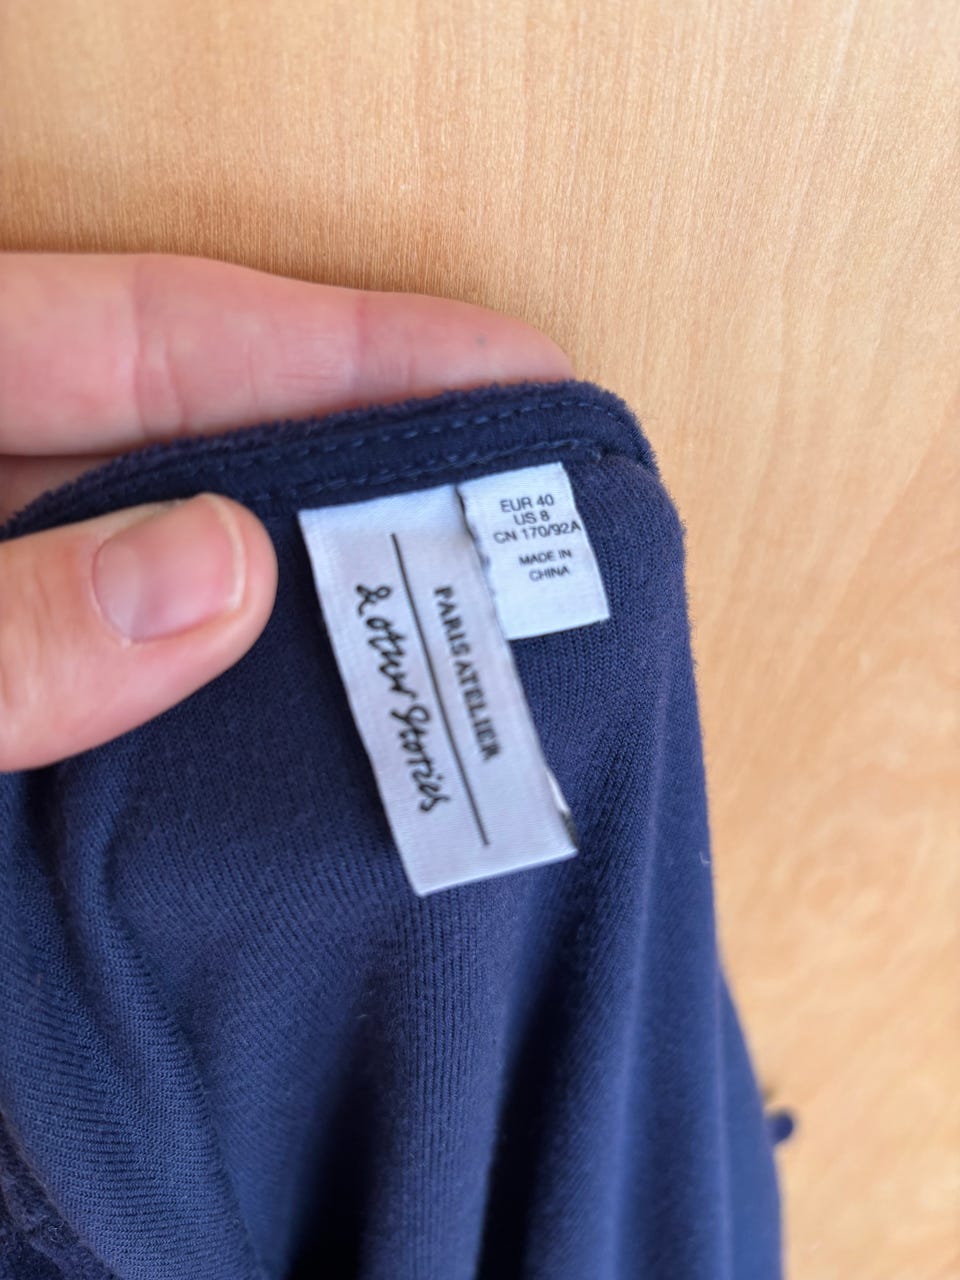 & other Stories
PARIS ATELIER
EUR 40
US 8
CN 170/92A
MADE IN
CHINA